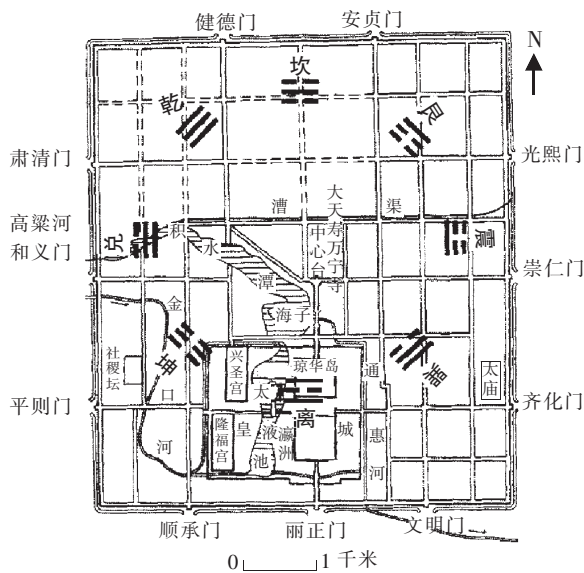 健德门
安贞门
N
坎
乾
艮
肃清门
光熙门
高粱河
和义门
漕
渠
大天寿万宁寺
中心台
兑
积
水
潭
震
崇仁门
海子
金
口
河
坤
巽
社稷坛
兴圣宫
琼华岛
通
惠
河
太庙
平则门
太
液
池
离
瀛洲
皇
城
隆福宫
齐化门
顺承门
丽正门
文明门
0 1 千米